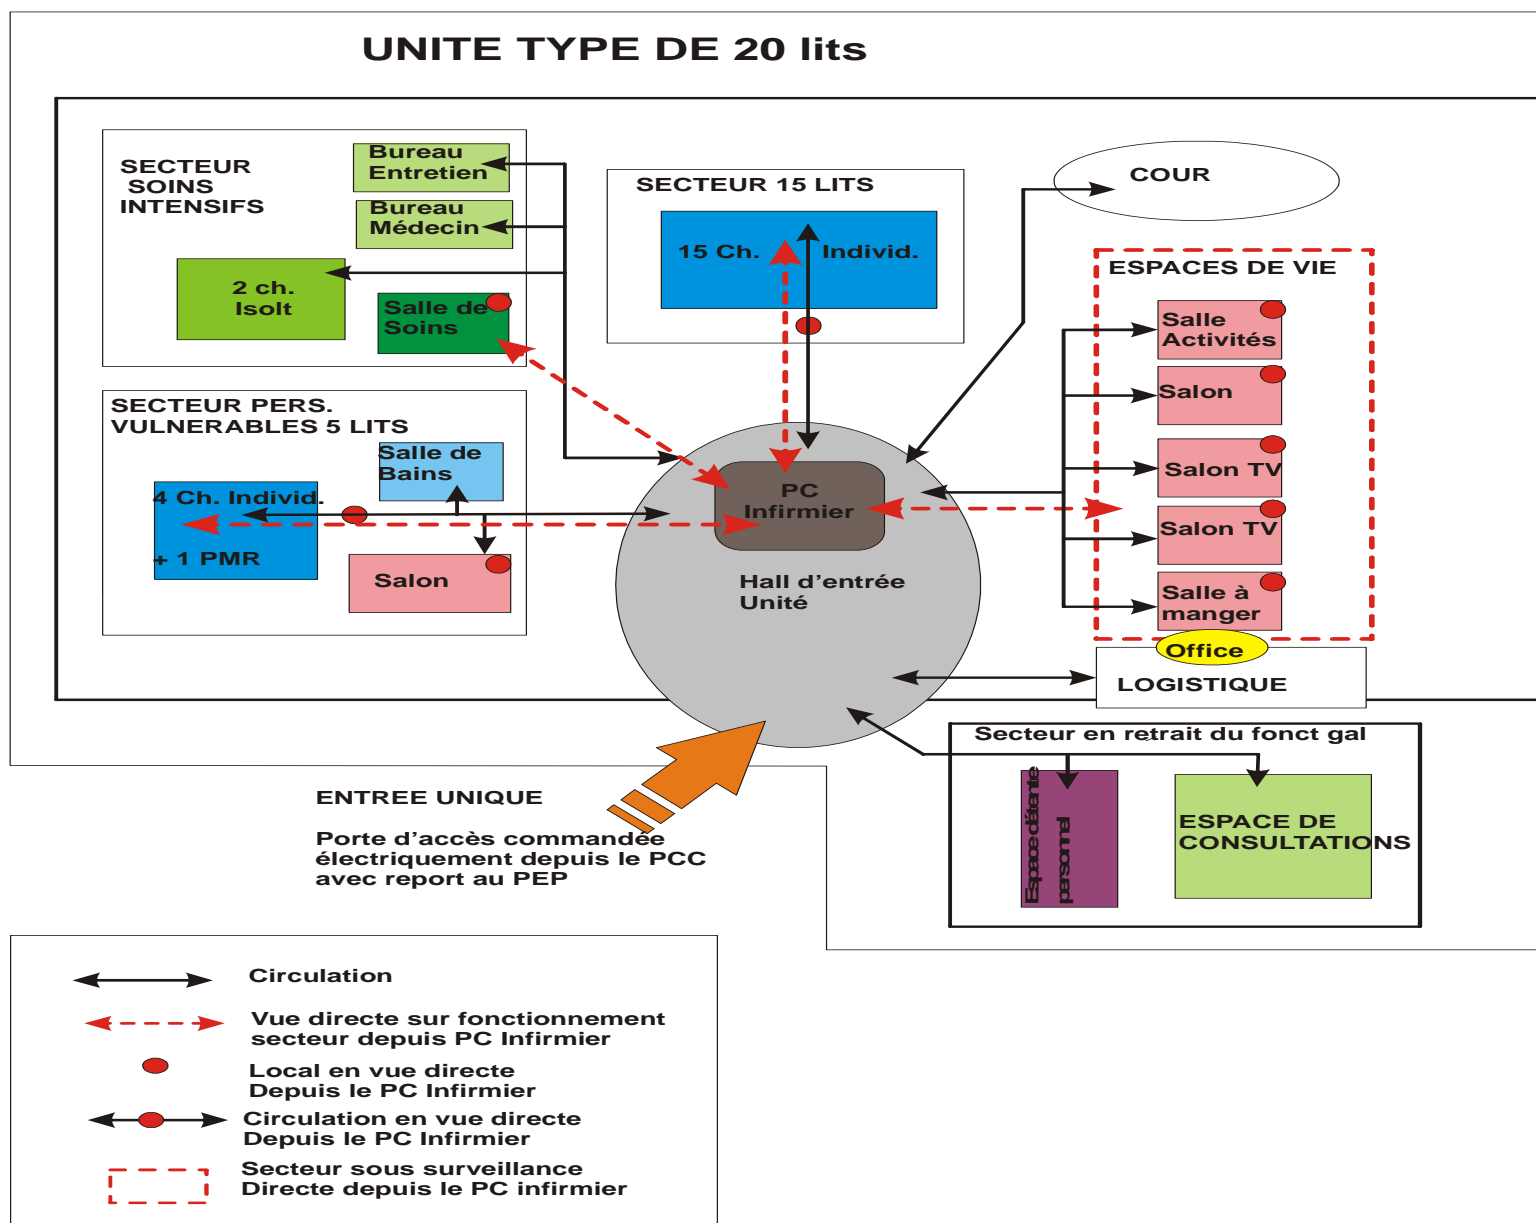 UNITE TYPE DE 20 lits
SECTEUR
SOINS
INTENSIFS
Bureau
Entretien
Bureau
Médecin
2 ch.
Isolt
Salle de
Soins
SECTEUR 15 LITS
15 Ch.
Individ.
COUR
ESPACES DE VIE
Salle
Activités
Salon
Salon TV
Salon TV
Salle à
manger
Office
LOGISTIQUE
SECTEUR PERS.
VULNERABLES 5 LITS
Salle de
Bains
4 Ch. Individ.
+ 1 PMR
Salon
PC
Infirmier
Hall d'entrée
Unité
Secteur en retrait du fonct gal
Espace détente
personnel
ESPACE DE
CONSULTATIONS
ENTREE UNIQUE
Porte d'accès commandée
électriquement depuis le PCC
avec report au PEP
Circulation
Vue directe sur fonctionnement
secteur depuis PC Infirmier
Local en vue directe
Depuis le PC Infirmier
Circulation en vue directe
Depuis le PC Infirmier
Secteur sous surveillance
Directe depuis le PC infirmier